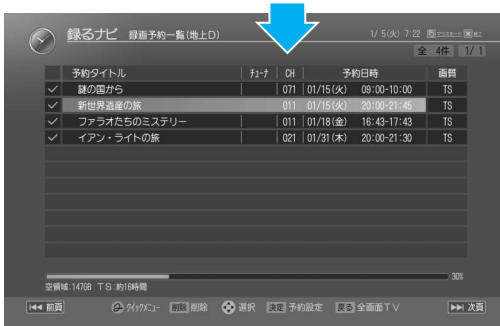 録るナビ 録画予約一覧(地上D) 1/ 5(火) 7:22
全 4件 1/ 1
予約タイトル ﾁｭｰﾅ CH 予約日時 画質
謎の国から 071 01/15(火) 09:00-10:00 TS
新世界遺産の旅 011 01/15(火) 20:00-21:45 TS
ファラオたちのミステリー 011 01/18(金) 16:43-17:43 TS
イアン・ライトの旅 021 01/31(木) 20:00-21:30 TS
30%
空領域:147GB TS:約16時間
前頁 ｸｲｯｸﾒﾆｭｰ 削除 削除 選択 決定 予約設定 戻る 全画面TV 次頁